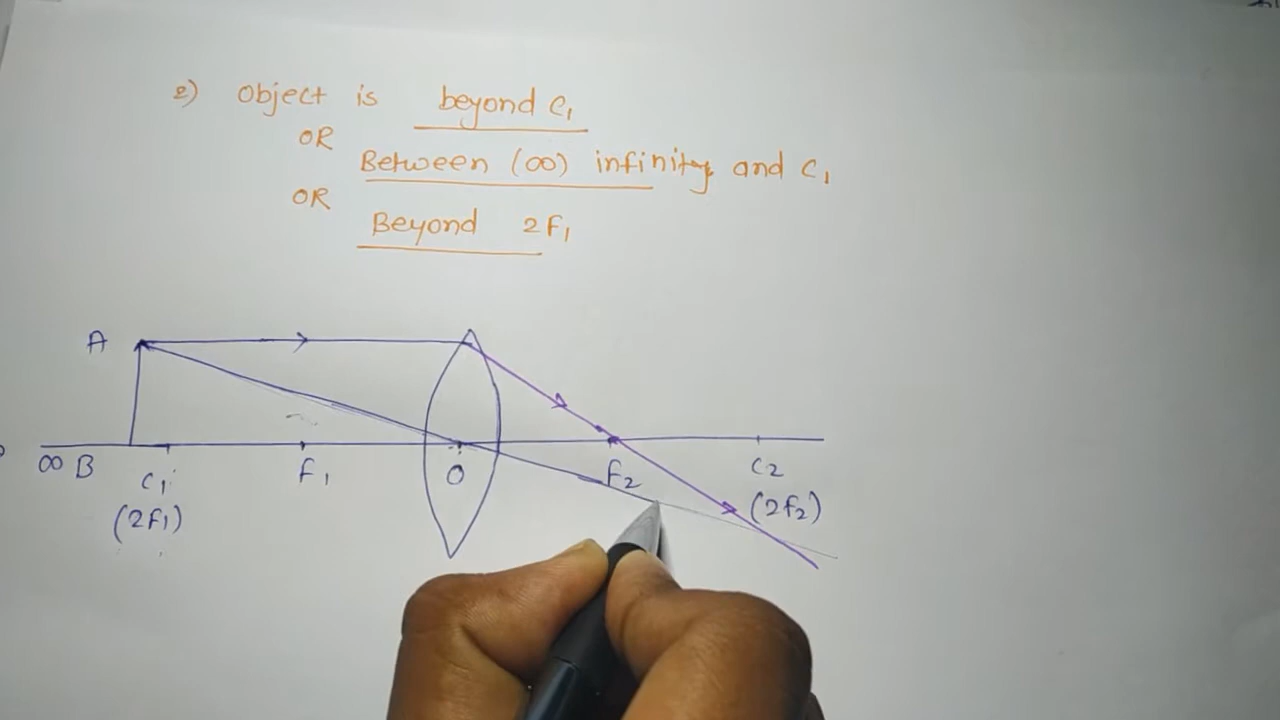 2) Object is beyond C1
OR
Between (∞) infinity and C1
OR
Beyond 2F1
A
∞ B C1 F1 O F2 C2
(2F1) (2F2)